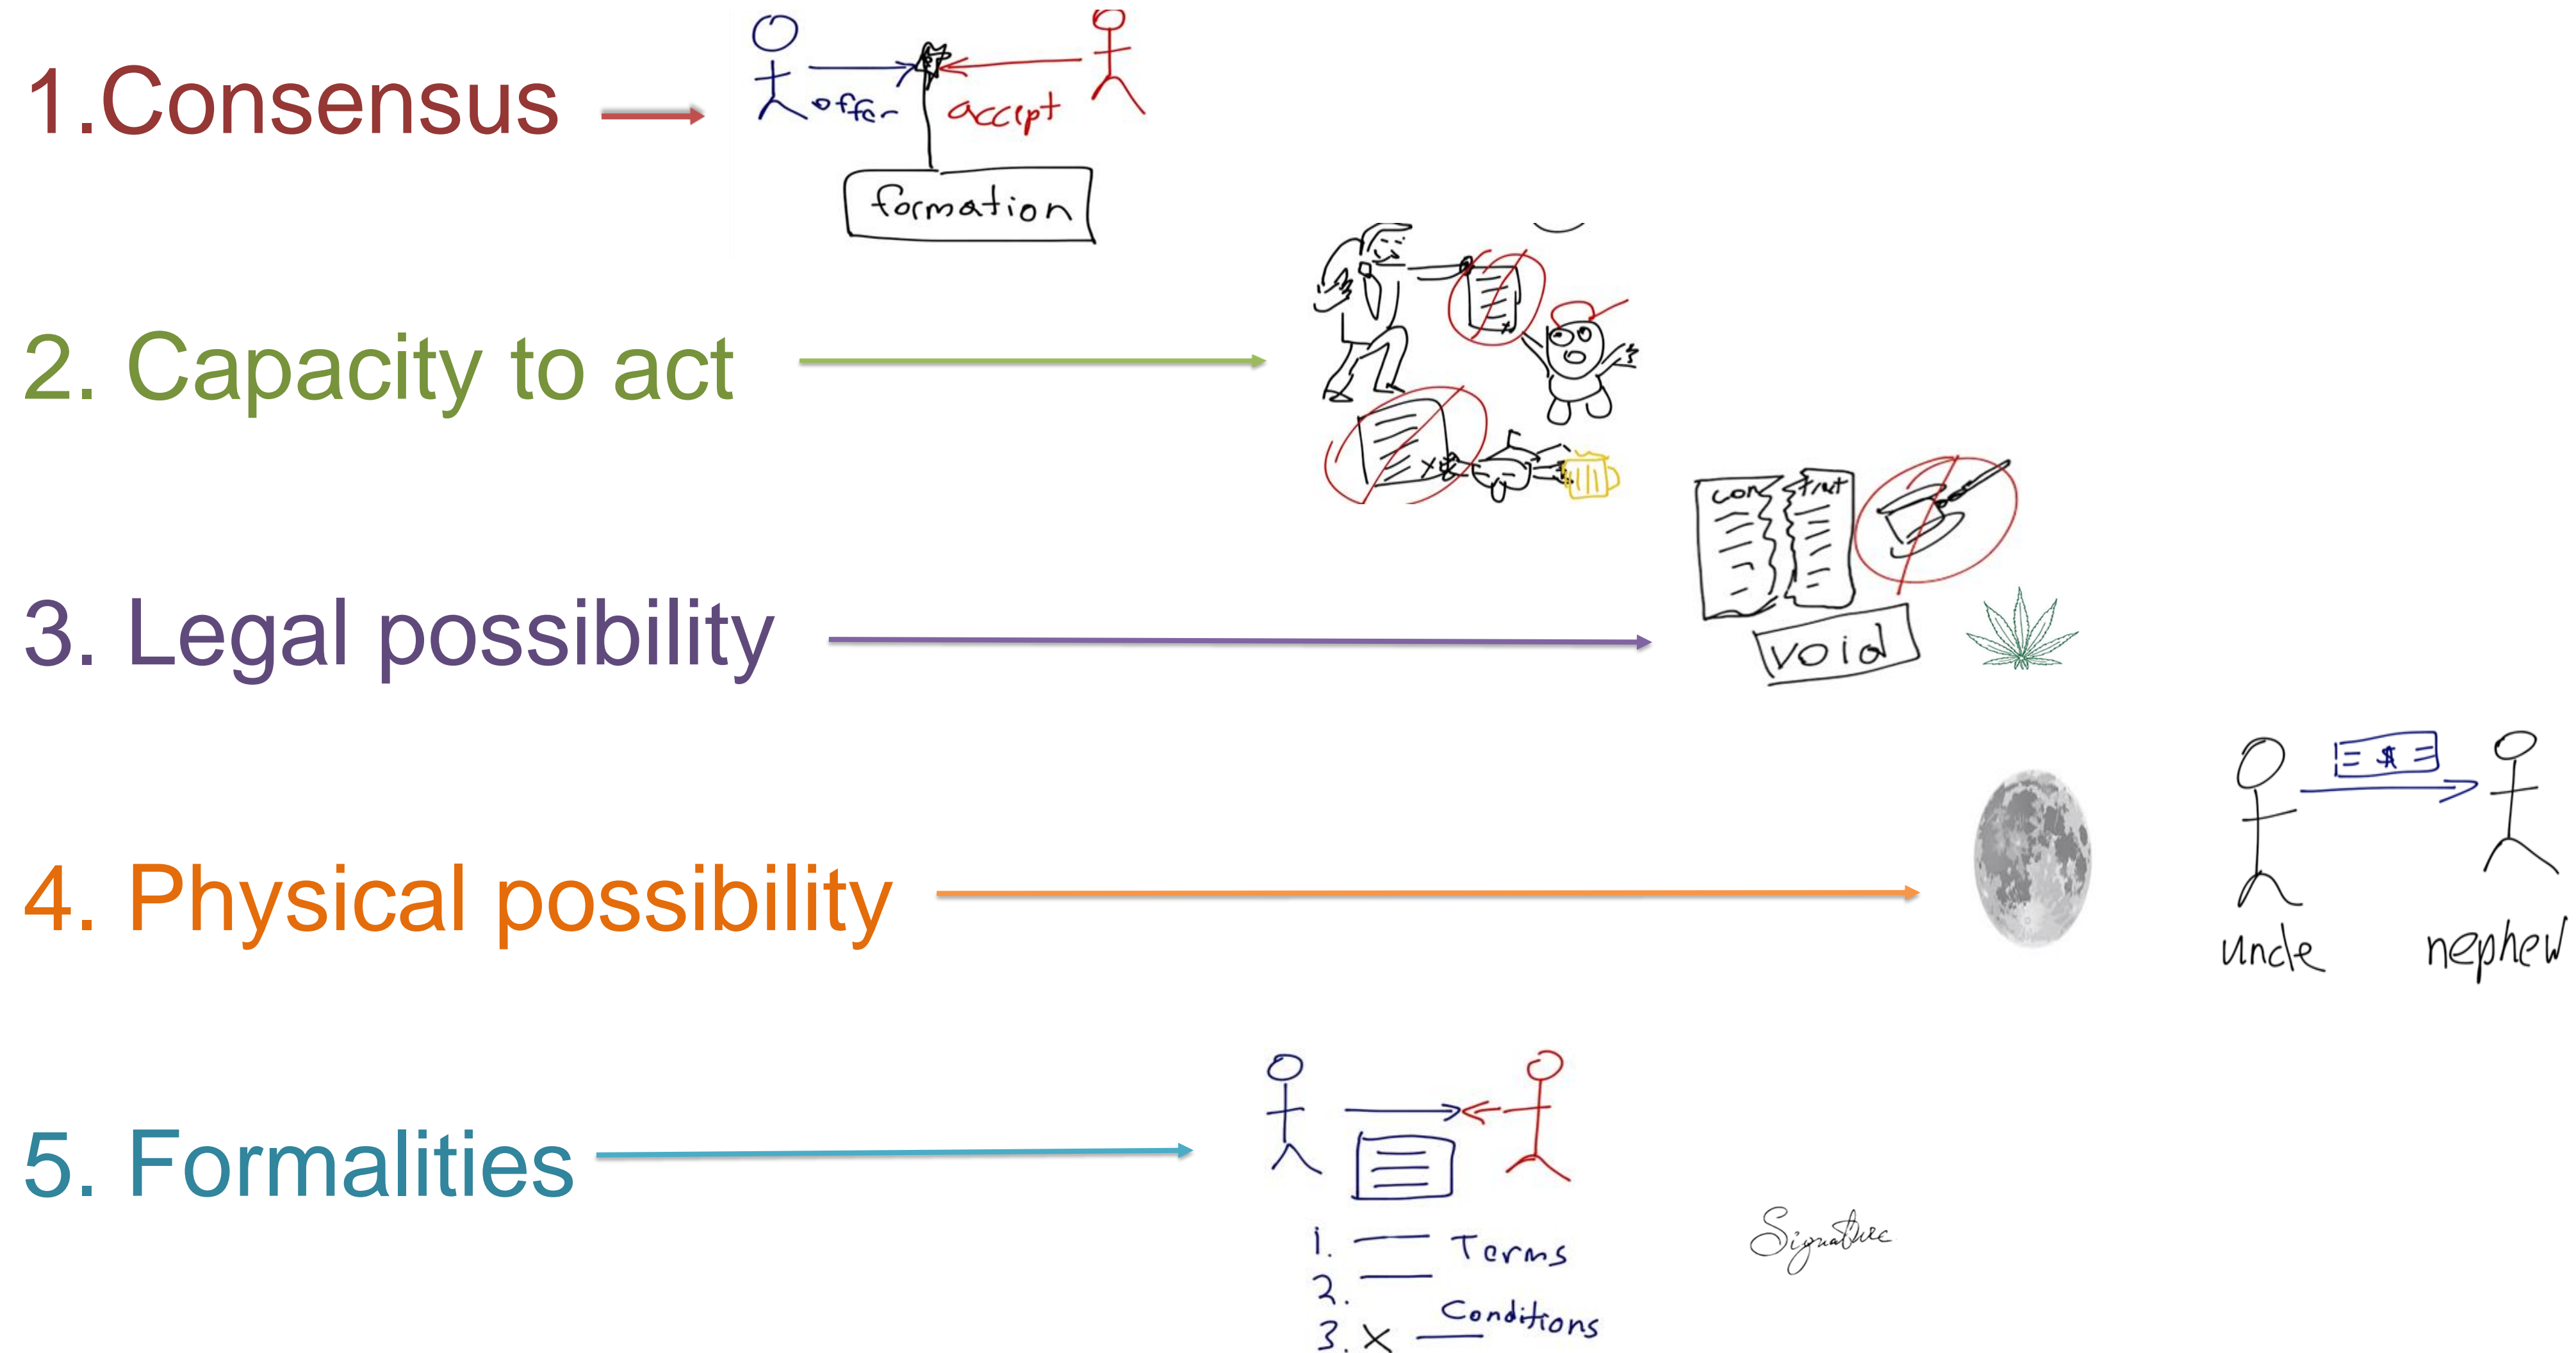 1.Consensus
offer
accept
formation
2. Capacity to act
con tract
void
3. Legal possibility
$
uncle nephew
4. Physical possibility
5. Formalities
1. Terms
2.
Conditions
3. X
Signature